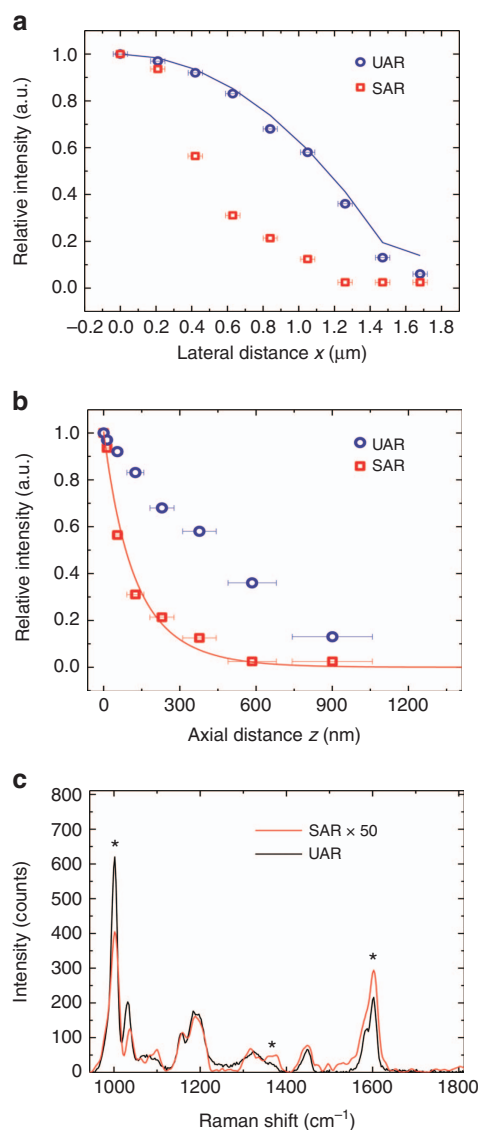 a
1.0
0.8
0.6
0.4
0.2
0.0
Relative intensity (a.u.)
UAR
SAR
−0.2 0.0 0.2 0.4 0.6 0.8 1.0 1.2 1.4 1.6 1.8
Lateral distance x (μm)
b
1.0
0.8
0.6
0.4
0.2
0.0
Relative intensity (a.u.)
UAR
SAR
0 300 600 900 1200
Axial distance z (nm)
c
800
700
600
500
400
300
200
100
0
Intensity (counts)
SAR × 50
UAR
*
*
*
1000 1200 1400 1600 1800
Raman shift (cm⁻¹)